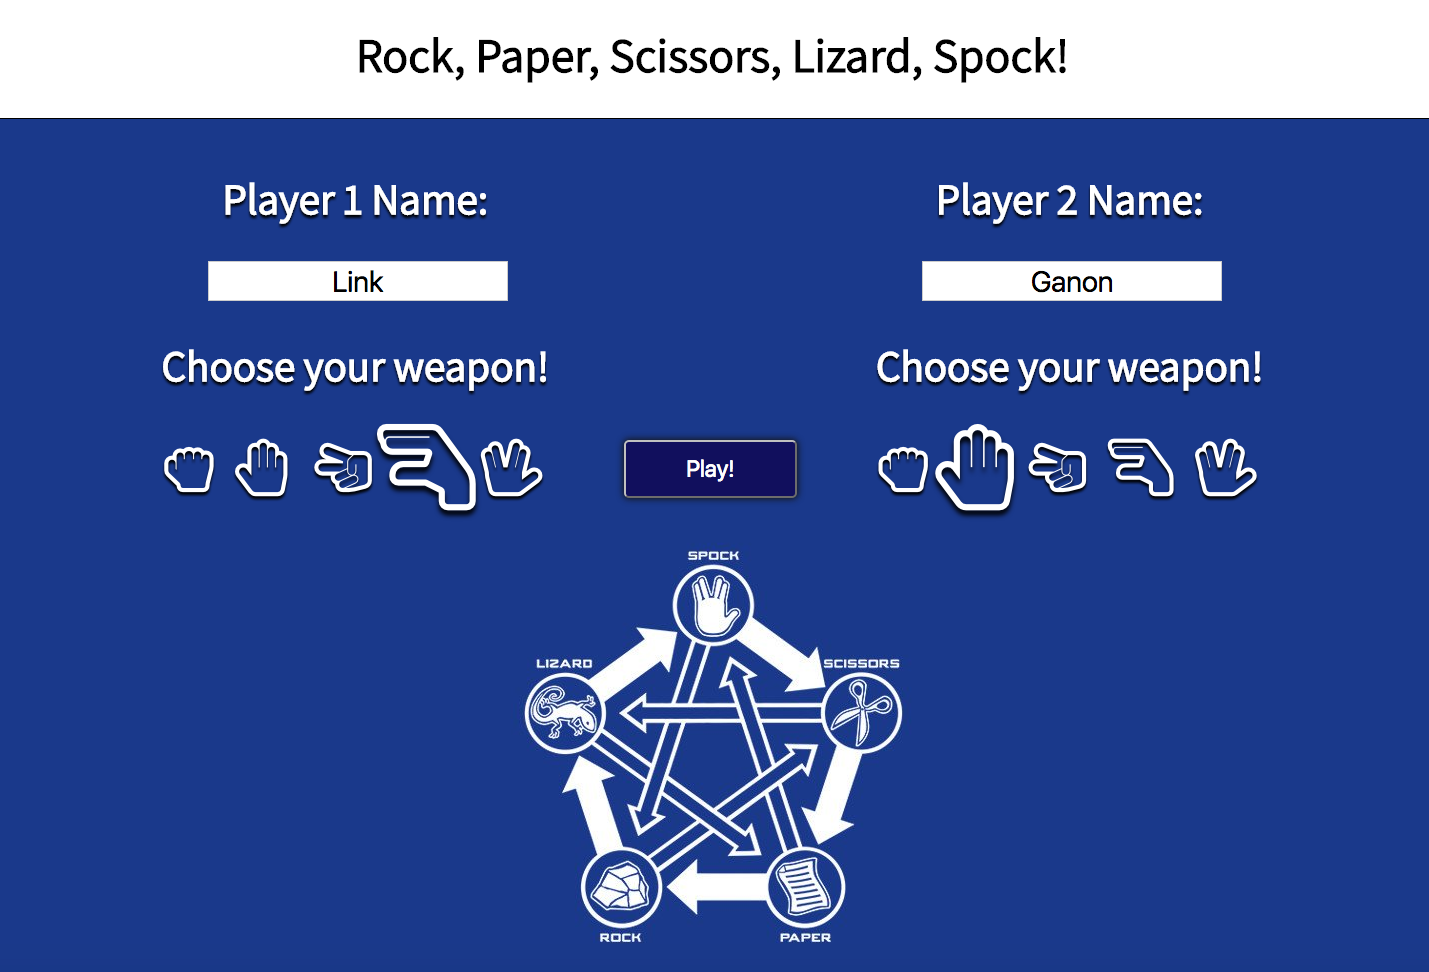 Rock, Paper, Scissors, Lizard, Spock!
Player 1 Name:
Player 2 Name:
Link
Ganon
Choose your weapon!
Choose your weapon!
Play!
SPOCK
LIZARD
SCISSORS
ROCK
PAPER